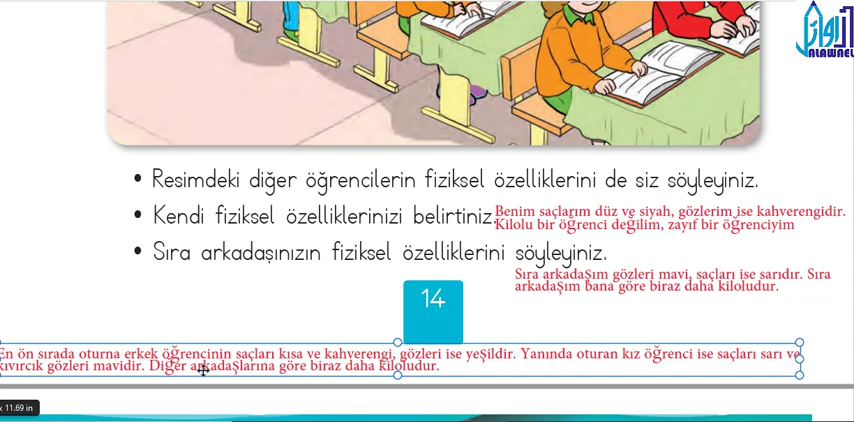 الأوائل
ALAWAEL
• Resimdeki diğer öğrencilerin fiziksel özelliklerini de siz söyleyiniz.
• Kendi fiziksel özelliklerinizi belirtiniz.
Benim saçlarım düz ve siyah, gözlerim ise kahverengidir.
Kilolu bir öğrenci değilim, zayıf bir öğrenciyim
• Sıra arkadaşınızın fiziksel özelliklerini söyleyiniz.
Sıra arkadaşım gözleri mavi, saçları ise sarıdır. Sıra
arkadaşım bana göre biraz daha kiloludur.
14
En ön sırada oturna erkek öğrencinin saçları kısa ve kahverengi, gözleri ise yeşildir. Yanında oturan kız öğrenci ise saçları sarı ve
kıvırcık gözleri mavidir. Diğer arkadaşlarına göre biraz daha kiloludur.
x 11.69 in